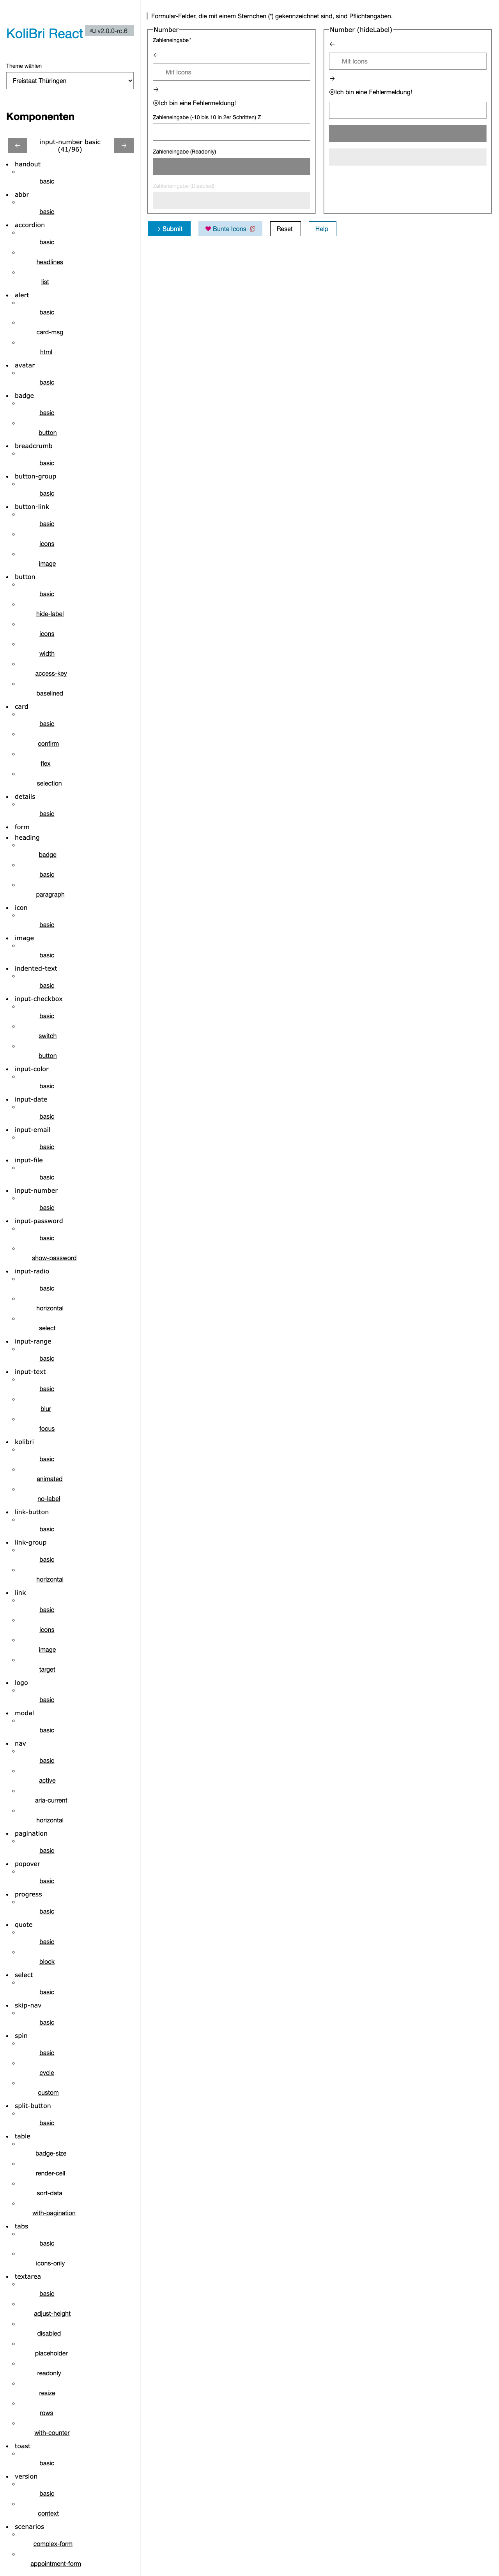 KoliBri React
v2.0.0-rc.6
Theme wählen
Freistaat Thüringen
Komponenten
←
input-number basic
(41/96)
→
handout
basic
abbr
basic
accordion
basic
headlines
list
alert
basic
card-msg
html
avatar
basic
badge
basic
button
breadcrumb
basic
button-group
basic
button-link
basic
icons
image
button
basic
hide-label
icons
width
access-key
baselined
card
basic
confirm
flex
selection
details
basic
form
heading
badge
basic
paragraph
icon
basic
image
basic
indented-text
basic
input-checkbox
basic
switch
button
input-color
basic
input-date
basic
input-email
basic
input-file
basic
input-number
basic
input-password
basic
show-password
input-radio
basic
horizontal
select
input-range
basic
input-text
basic
blur
focus
kolibri
basic
animated
no-label
link-button
basic
link-group
basic
horizontal
link
basic
icons
image
target
logo
basic
modal
basic
nav
basic
active
aria-current
horizontal
pagination
basic
popover
basic
progress
basic
quote
basic
block
select
basic
skip-nav
basic
spin
basic
cycle
custom
split-button
basic
table
badge-size
render-cell
sort-data
with-pagination
tabs
basic
icons-only
textarea
basic
adjust-height
disabled
placeholder
readonly
resize
rows
with-counter
toast
basic
version
basic
context
scenarios
complex-form
appointment-form
Formular-Felder, die mit einem Sternchen (*) gekennzeichnet sind, sind Pflichtangaben.
Number
Zahleneingabe*
←
Mit Icons
→
Ich bin eine Fehlermeldung!
Zahleneingabe (-10 bis 10 in 2er Schritten) Z
Zahleneingabe (Readonly)
Zahleneingabe (Disabled)
Number (hideLabel)
←
Mit Icons
→
Ich bin eine Fehlermeldung!
→ Submit
Bunte Icons
Reset
Help